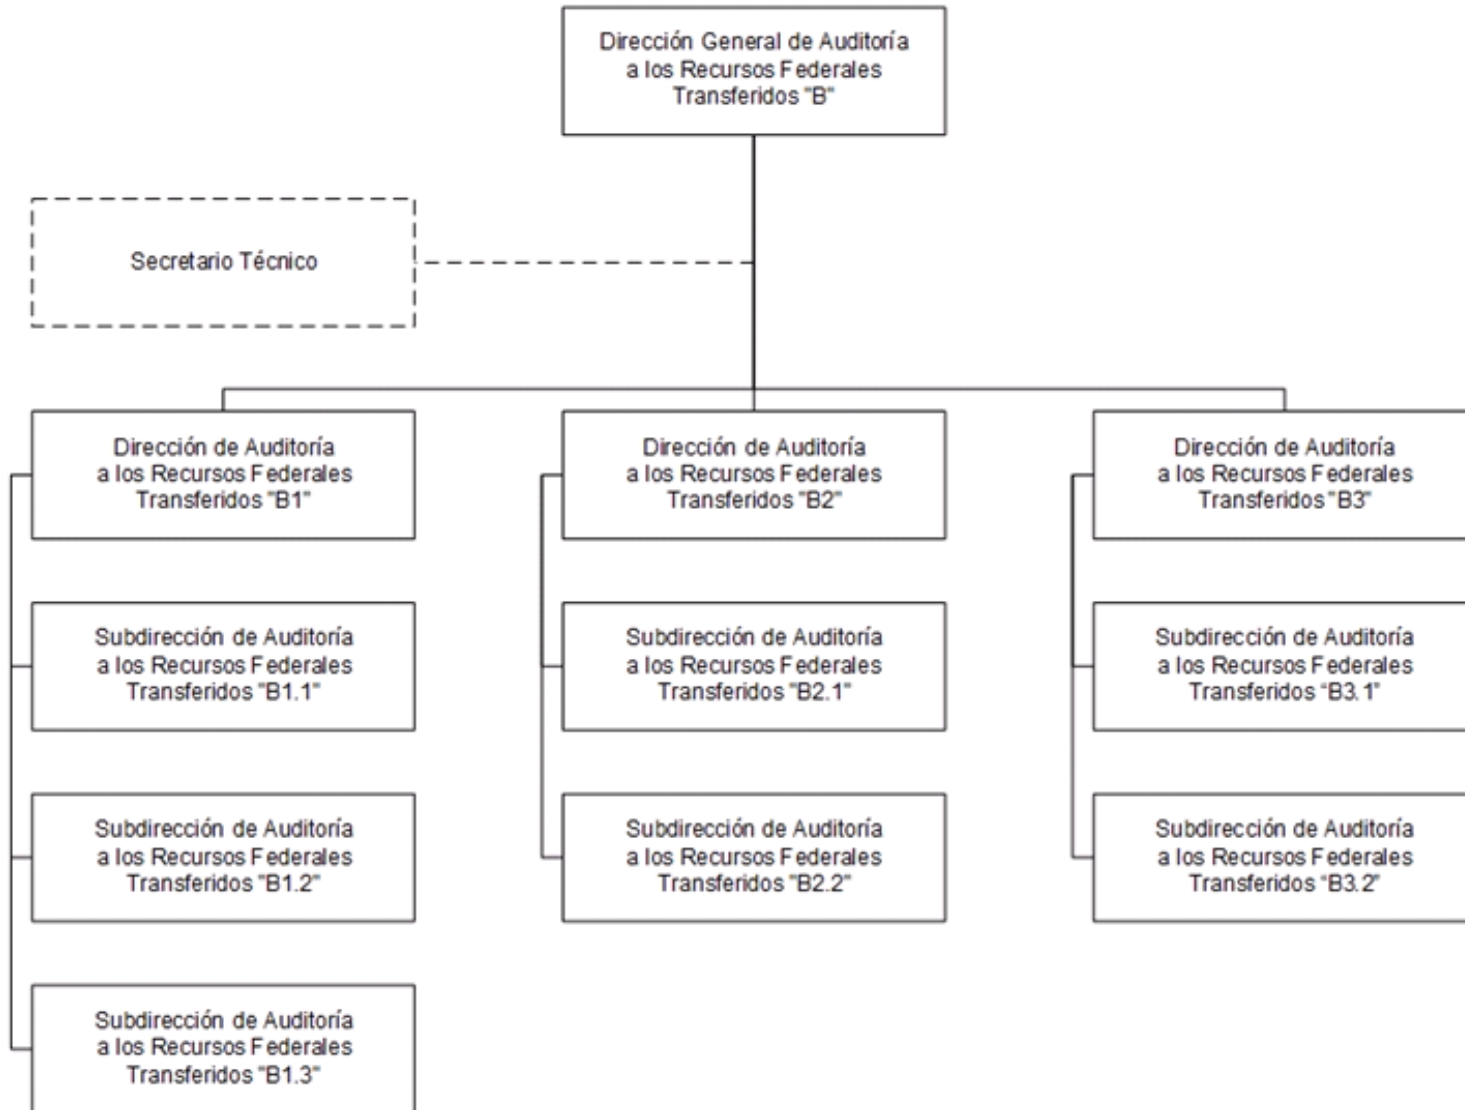 Dirección General de Auditoría
a los Recursos Federales
Transferidos "B"
Secretario Técnico
Dirección de Auditoría
a los Recursos Federales
Transferidos "B1"
Dirección de Auditoría
a los Recursos Federales
Transferidos "B2"
Dirección de Auditoría
a los Recursos Federales
Transferidos "B3"
Subdirección de Auditoría
a los Recursos Federales
Transferidos "B1.1"
Subdirección de Auditoría
a los Recursos Federales
Transferidos "B2.1"
Subdirección de Auditoría
a los Recursos Federales
Transferidos “B3.1”
Subdirección de Auditoría
a los Recursos Federales
Transferidos "B1.2"
Subdirección de Auditoría
a los Recursos Federales
Transferidos "B2.2"
Subdirección de Auditoría
a los Recursos Federales
Transferidos “B3.2”
Subdirección de Auditoría
a los Recursos Federales
Transferidos "B1.3"